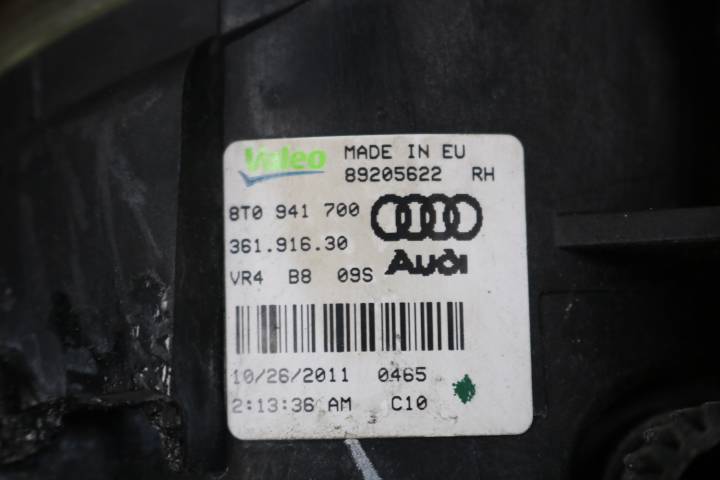 Valeo MADE IN EU
89205622 RH
8T0 941 700
361.916.30
Audi
VR4 B8 09S
10/26/2011 0465
2:13:36 AM C10